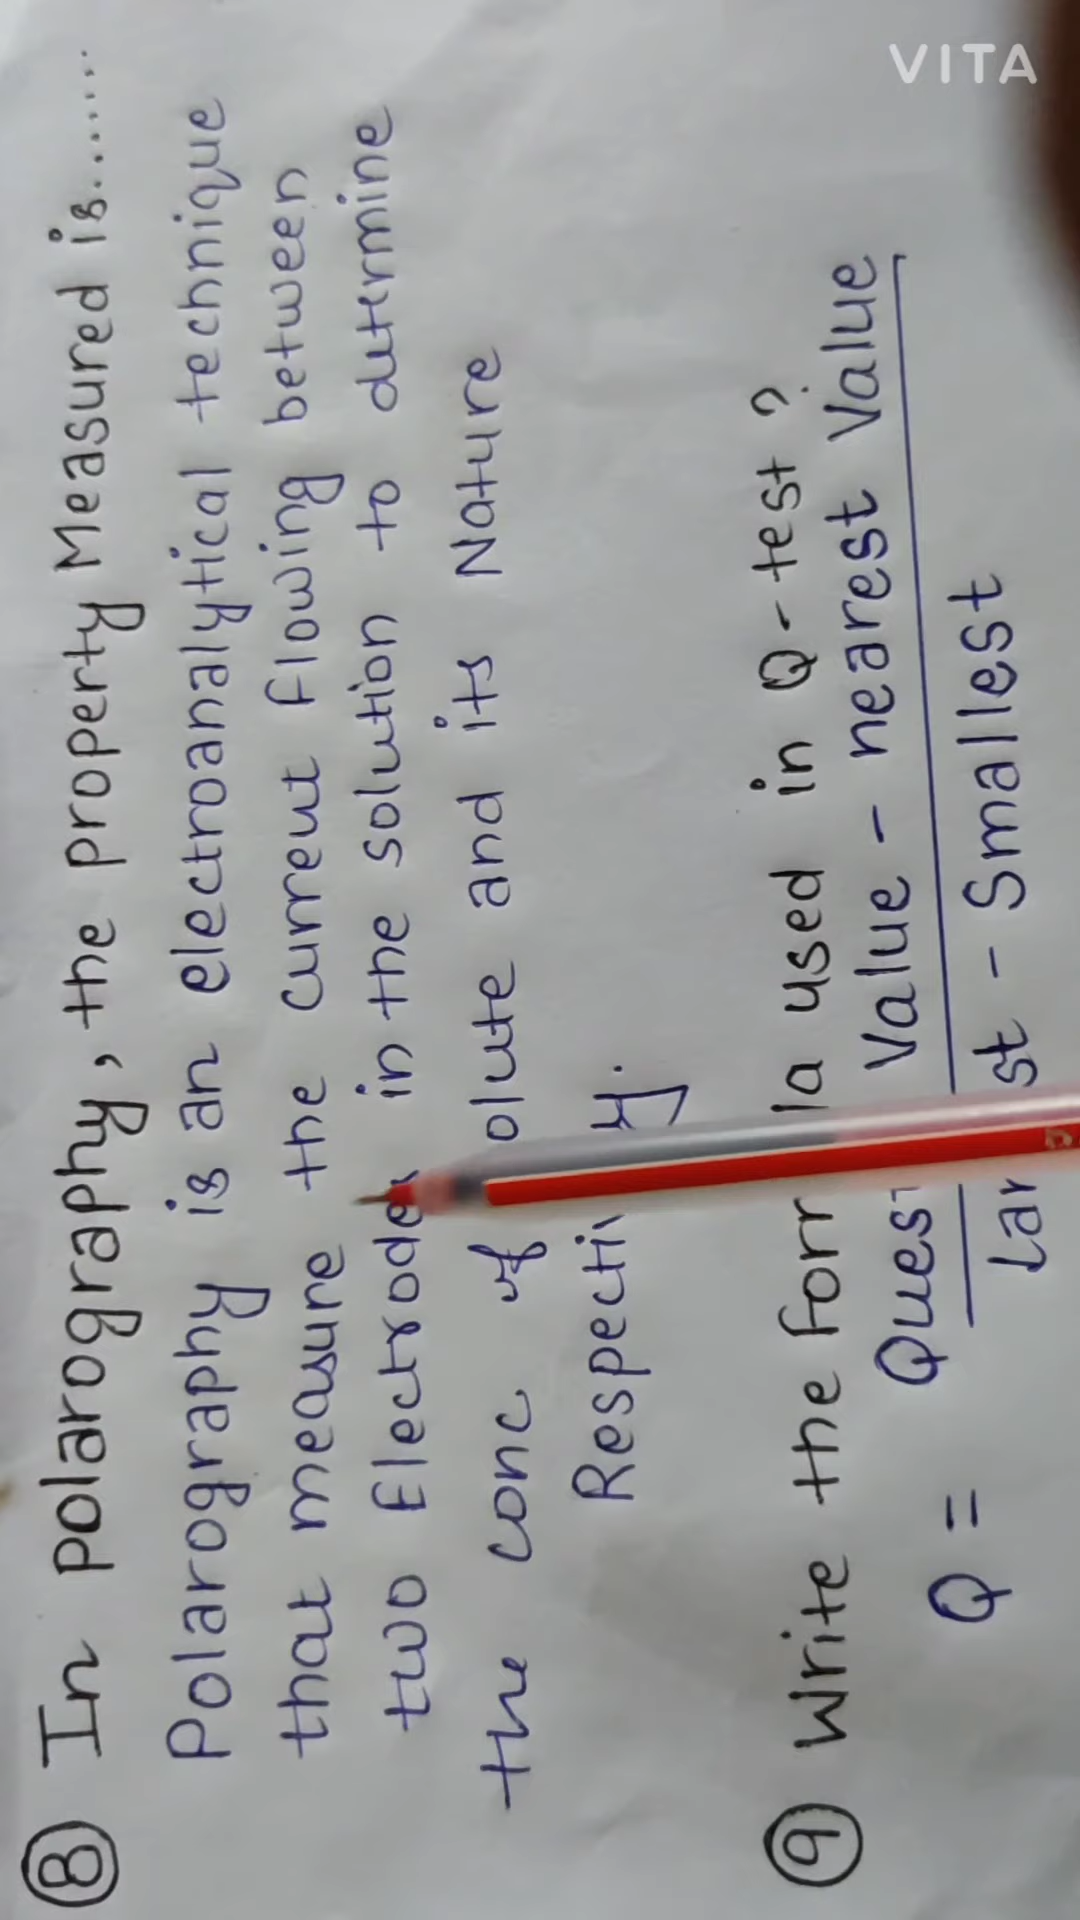 VITA
⑧ In polarography, the property Measured is.......
Polarography is an electroanalytical technique
that measure the current flowing between
two Electrodes in the solution to dutermine
the conc of olute and its Nature
Respecti y.
⑨ Write the for la used in Q-test?
Q = Ques Value - nearest Value
Lar st - Smallest